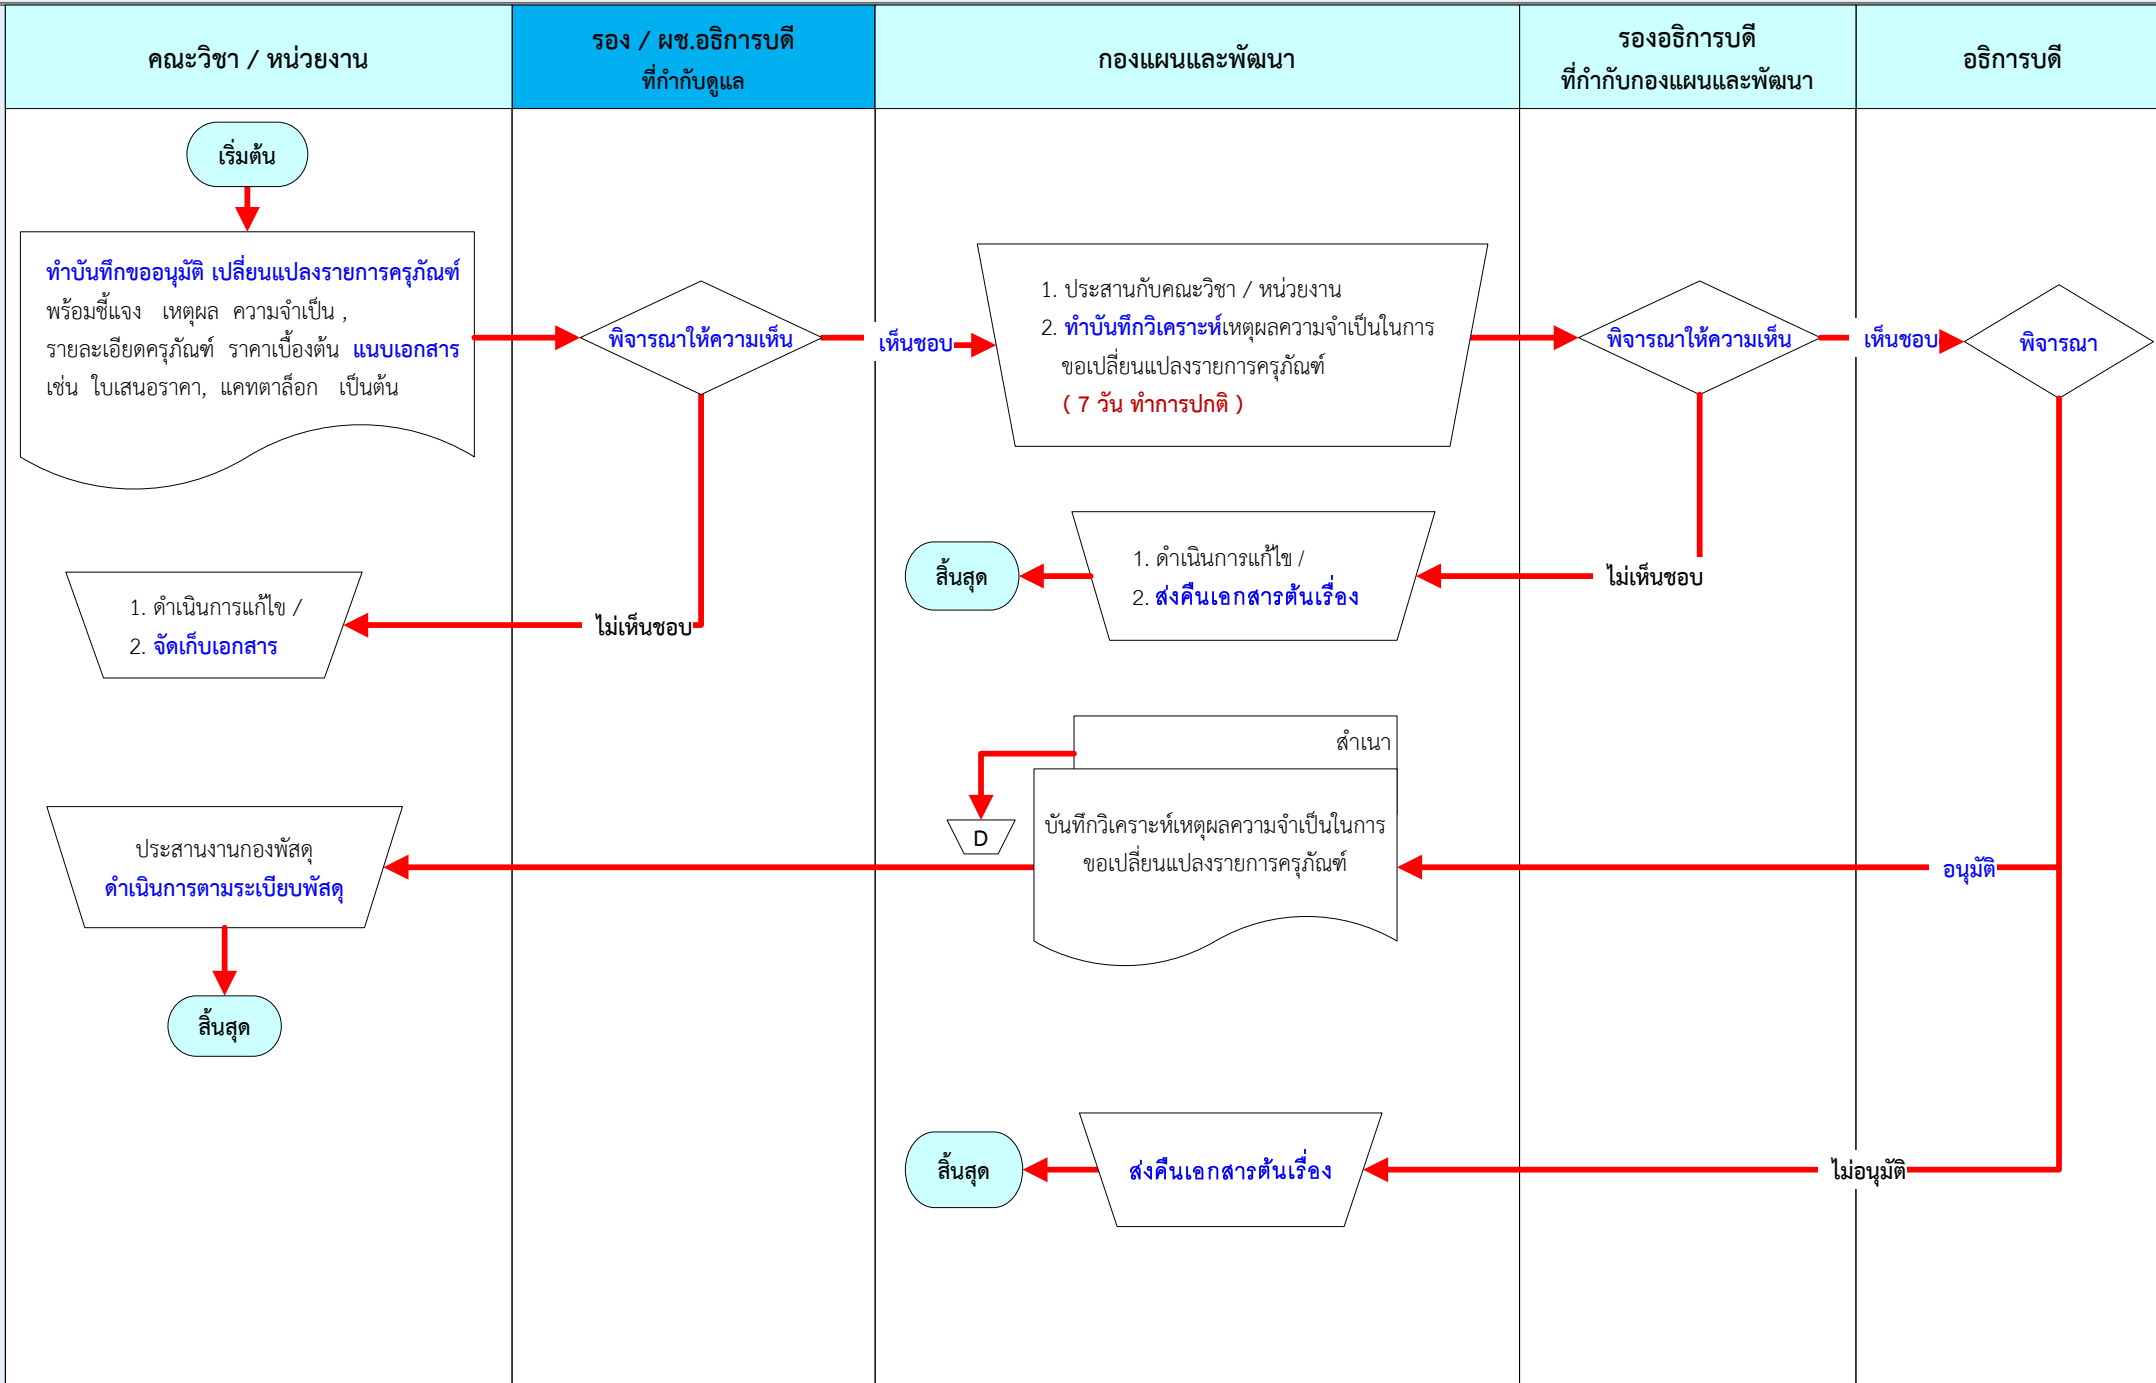 คณะวิชา / หน่วยงาน
รอง / ผช.อธิการบดี
ที่กำกับดูแล
กองแผนและพัฒนา
รองอธิการบดี
ที่กำกับกองแผนและพัฒนา
อธิการบดี
เริ่มต้น
ทำบันทึกขออนุมัติ เปลี่ยนแปลงรายการครุภัณฑ์
พร้อมชี้แจง เหตุผล ความจำเป็น ,
รายละเอียดครุภัณฑ์ ราคาเบื้องต้น แนบเอกสาร
เช่น ใบเสนอราคา, แคทตาล็อก เป็นต้น
พิจารณาให้ความเห็น
เห็นชอบ
1. ประสานกับคณะวิชา / หน่วยงาน
2. ทำบันทึกวิเคราะห์เหตุผลความจำเป็นในการ
ขอเปลี่ยนแปลงรายการครุภัณฑ์
( 7 วัน ทำการปกติ )
พิจารณาให้ความเห็น
เห็นชอบ
พิจารณา
1. ดำเนินการแก้ไข /
2. จัดเก็บเอกสาร
ไม่เห็นชอบ
สิ้นสุด
1. ดำเนินการแก้ไข /
2. ส่งคืนเอกสารต้นเรื่อง
ไม่เห็นชอบ
สำเนา
D
บันทึกวิเคราะห์เหตุผลความจำเป็นในการ
ขอเปลี่ยนแปลงรายการครุภัณฑ์
อนุมัติ
ประสานงานกองพัสดุ
ดำเนินการตามระเบียบพัสดุ
สิ้นสุด
สิ้นสุด
ส่งคืนเอกสารต้นเรื่อง
ไม่อนุมัติ